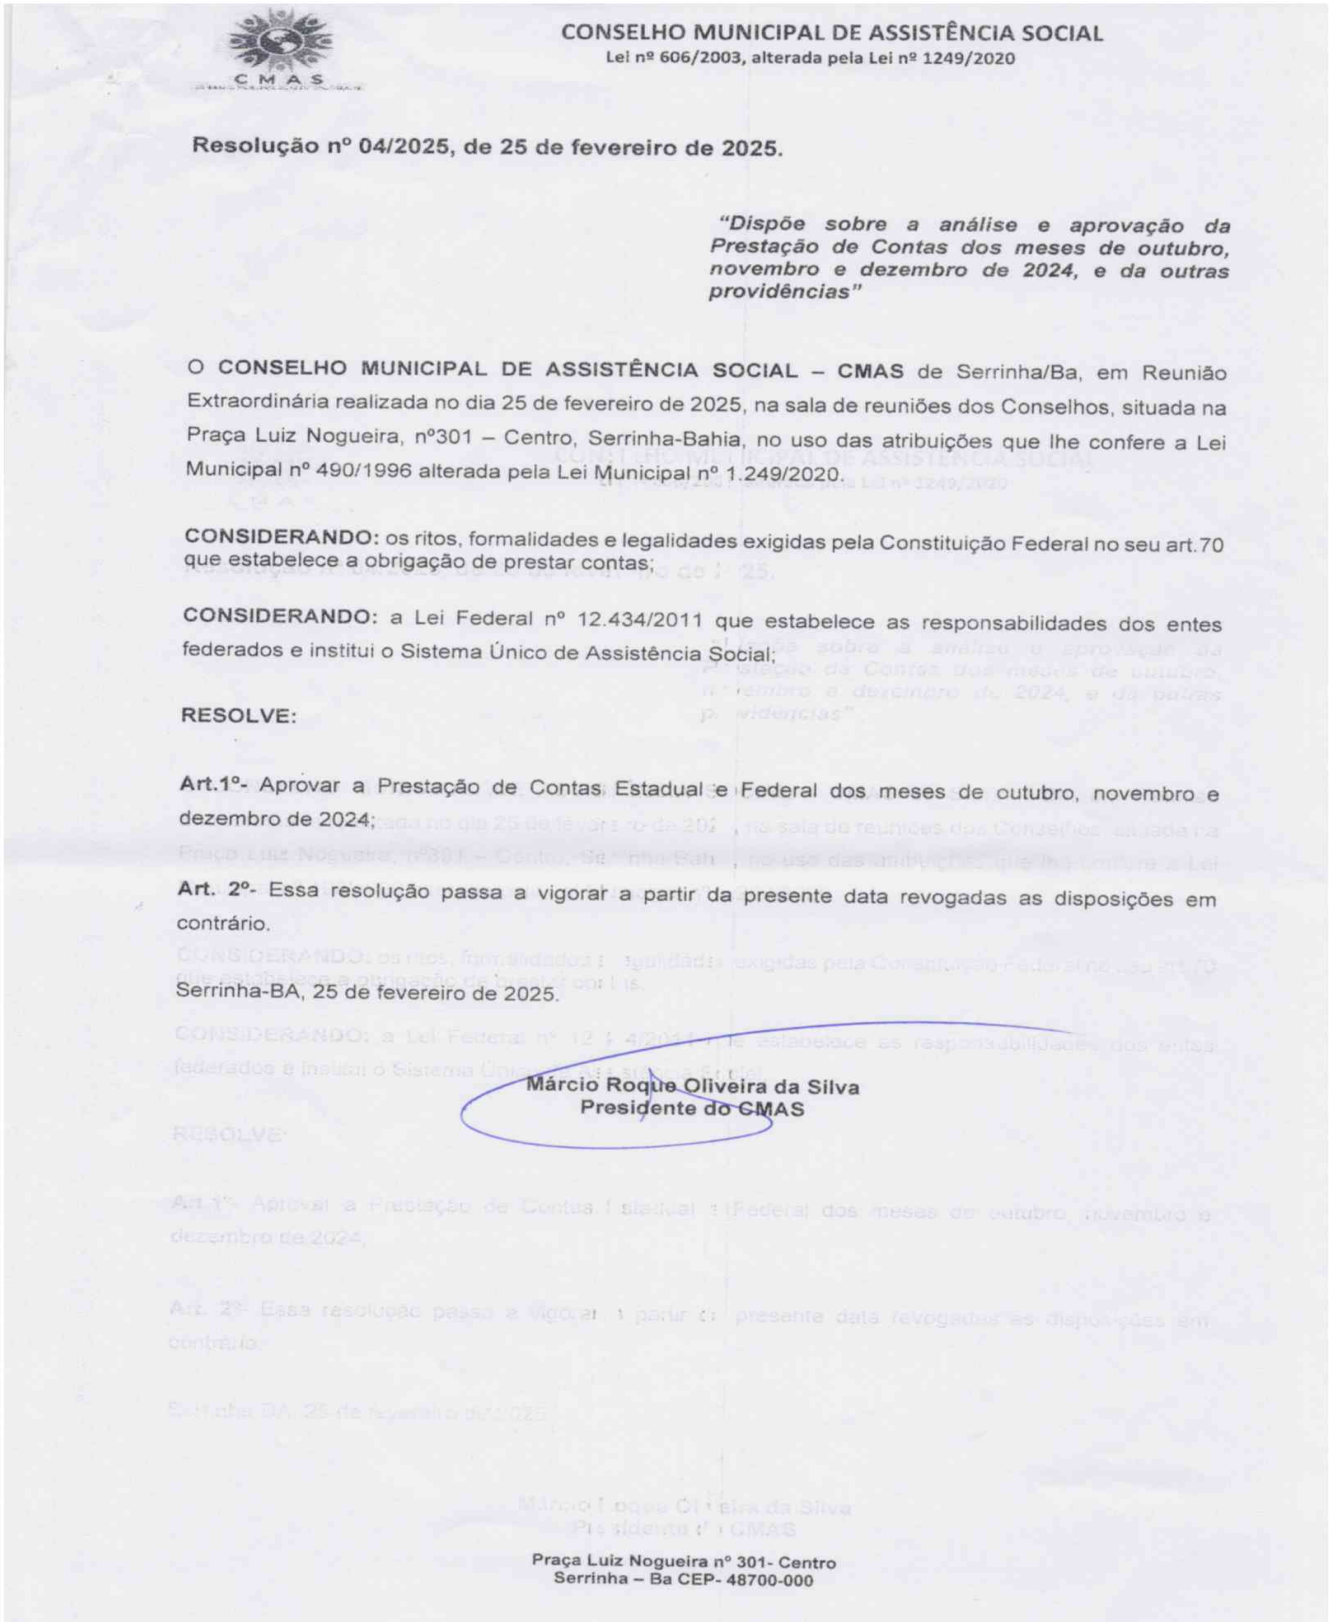 CMAS
CONSELHO MUNICIPAL DE ASSISTÊNCIA SOCIAL
Lei nº 606/2003, alterada pela Lei nº 1249/2020
Resolução nº 04/2025, de 25 de fevereiro de 2025.
“Dispõe sobre a análise e aprovação da
Prestação de Contas dos meses de outubro,
novembro e dezembro de 2024, e da outras
providências”
O CONSELHO MUNICIPAL DE ASSISTÊNCIA SOCIAL – CMAS de Serrinha/Ba, em Reunião
Extraordinária realizada no dia 25 de fevereiro de 2025, na sala de reuniões dos Conselhos, situada na
Praça Luiz Nogueira, nº301 – Centro, Serrinha-Bahia, no uso das atribuições que lhe confere a Lei
Municipal nº 490/1996 alterada pela Lei Municipal nº 1.249/2020.
CONSIDERANDO: os ritos, formalidades e legalidades exigidas pela Constituição Federal no seu art.70
que estabelece a obrigação de prestar contas;
CONSIDERANDO: a Lei Federal nº 12.434/2011 que estabelece as responsabilidades dos entes
federados e institui o Sistema Único de Assistência Social;
RESOLVE:
Art.1º- Aprovar a Prestação de Contas Estadual e Federal dos meses de outubro, novembro e
dezembro de 2024;
Art. 2º- Essa resolução passa a vigorar a partir da presente data revogadas as disposições em
contrário.
Serrinha-BA, 25 de fevereiro de 2025.
Márcio Roque Oliveira da Silva
Presidente do CMAS
Praça Luiz Nogueira nº 301- Centro
Serrinha – Ba CEP- 48700-000